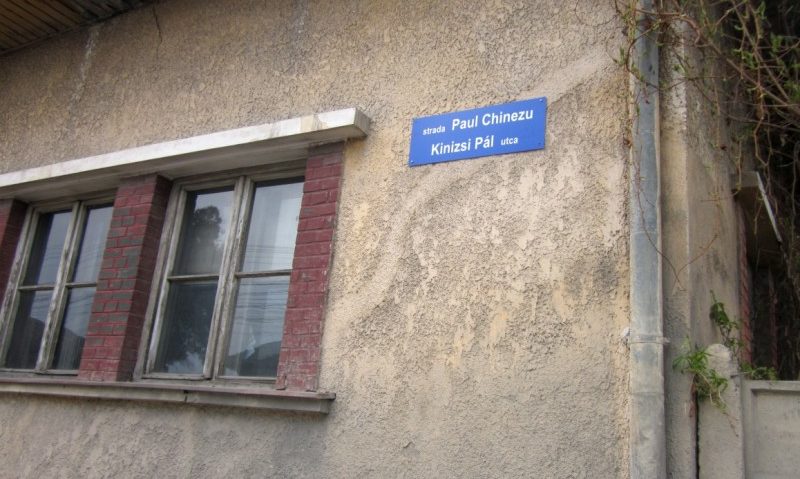 strada Paul Chinezu
Kinizsi Pál utca